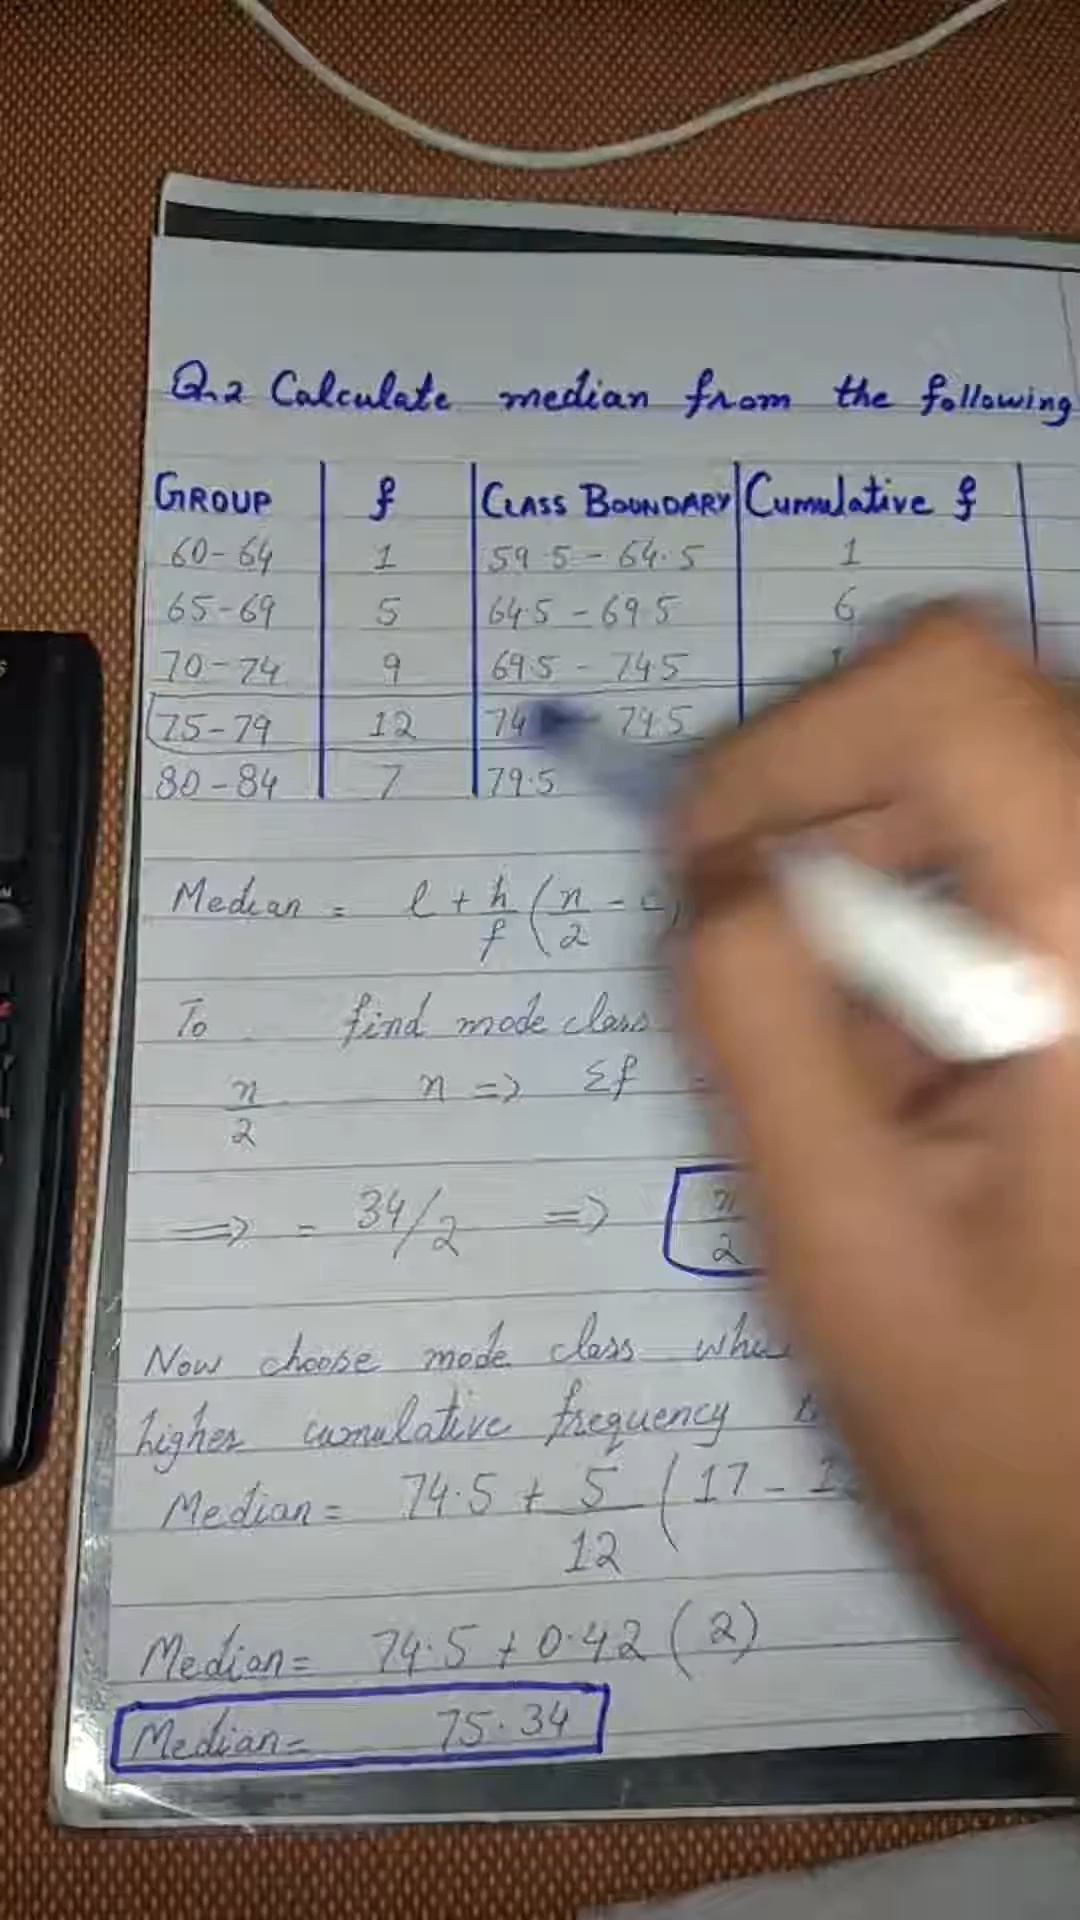 Q.2 Calculate median from the following
GROUP f CLASS BOUNDARY Cumulative f
60-64 1 59.5-64.5 1
65-69 5 64.5-69.5 6
70-74 9 69.5-74.5
75-79 12 74 - 79.5
80-84 7 79.5
Median = l + h/f (n/2 - c)
To find mode class
n/2 n => Σf =
=> = 34/2 => n/2
Now choose mode class
higher cumulative frequency
Median = 74.5 + 5/12 (17 -
Median = 74.5 + 0.42 (2)
Median = 75.34